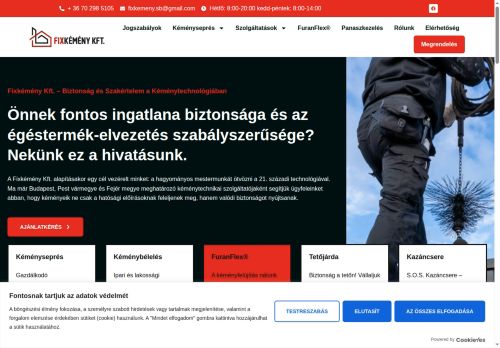 + 36 70 298 5105
fixkemeny.sb@gmail.com
Hétfő: 8:00-20:00 kedd-péntek: 8:00-14:00
FIXKÉMÉNY KFT.
Jogszabályok
Kéményseprés
Szolgáltatások
FuranFlex®
Panaszkezelés
Rólunk
Elérhetőség
Megrendelés
Fixkémény Kft. – Biztonság és Szakértelem a Kéménytechnológiában
Önnek fontos ingatlana biztonsága és az
égéstermék-elvezetés szabályszerűsége?
Nekünk ez a hivatásunk.
A Fixkémény Kft. alapításakor egy cél vezérelt minket: a hagyományos mestermunkát ötvözni a 21. századi technológiával.
Ma már Budapest, Pest vármegye és Fejér megye meghatározó kéménytechnikai szolgáltatójaként segítjük ügyfeleinket
abban, hogy kéményeik ne csak a hatósági előírásoknak feleljenek meg, hanem valódi biztonságot nyújtsanak.
AJÁNLATKÉRÉS
Kéményseprés
Gazdálkodó
Kéménybélelés
Ipari és lakossági
FuranFlex®
A kéményfelújítás nálunk
Tetőjárda
Biztonság a tetőn! Vállaljuk
Kazáncsere
S.O.S. Kazáncsere –
Fontosnak tartjuk az adatok védelmét
A böngészési élmény fokozása, a személyre szabott hirdetések vagy tartalmak megjelenítése, valamint a
forgalom elemzése érdekében sütiket (cookie) használunk. A "Mindet elfogadom" gombra kattintva hozzájárulhat
a sütik használatához.
TESTRESZABÁS
ELUTASÍT
AZ ÖSSZES ELFOGADÁSA
Powered by CookieYes